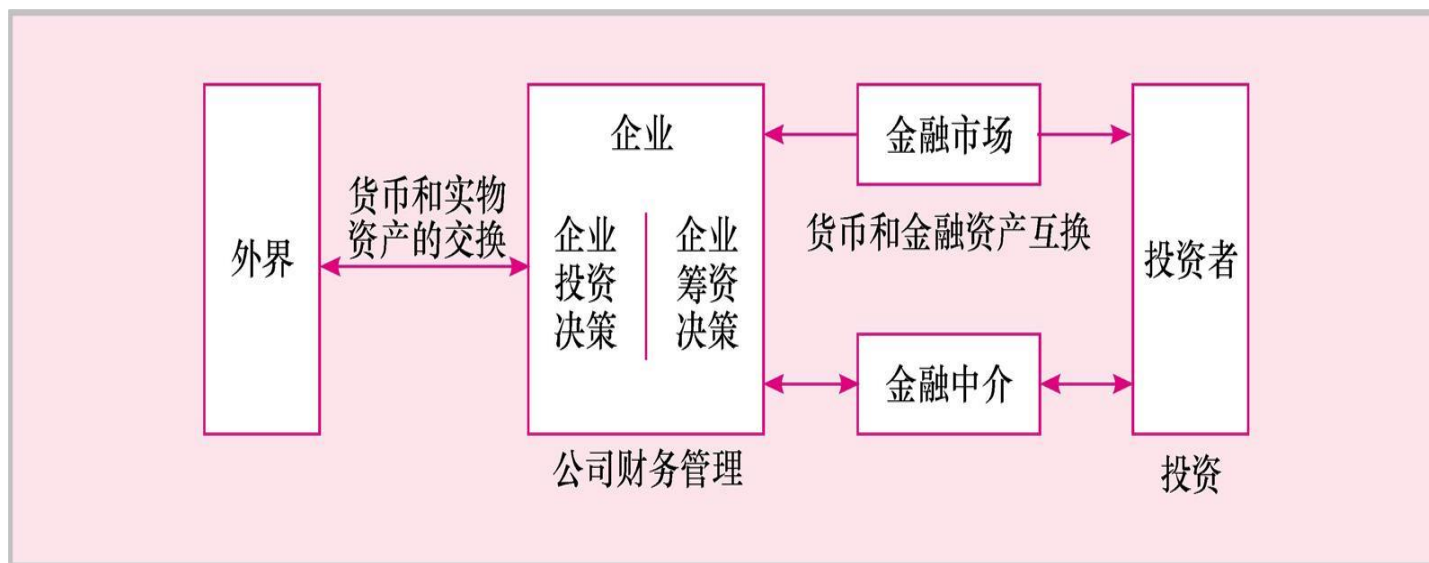 外界
货币和实物
资产的交换
企业
企业
投资
决策
企业
筹资
决策
公司财务管理
金融市场
货币和金融资产互换
金融中介
投资者
投资